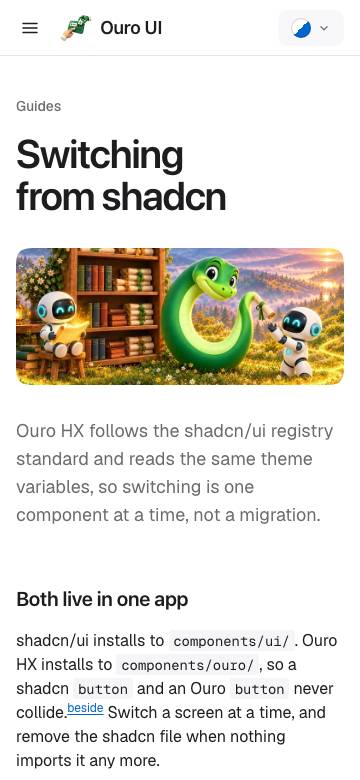 Ouro UI
Guides
Switching
from shadcn
Ouro HX follows the shadcn/ui registry
standard and reads the same theme
variables, so switching is one
component at a time, not a migration.
Both live in one app
shadcn/ui installs to components/ui/. Ouro
HX installs to components/ouro/, so a
shadcn button and an Ouro button never
collide.beside Switch a screen at a time, and
remove the shadcn file when nothing
imports it any more.